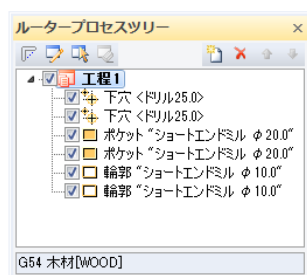 ルータープロセスツリー
工程1
下穴 <ドリル25.0>
下穴 <ドリル25.0>
ポケット “ショートエンドミル φ20.0”
ポケット “ショートエンドミル φ20.0”
輪郭 “ショートエンドミル φ10.0”
輪郭 “ショートエンドミル φ10.0”
G54 木材[WOOD]